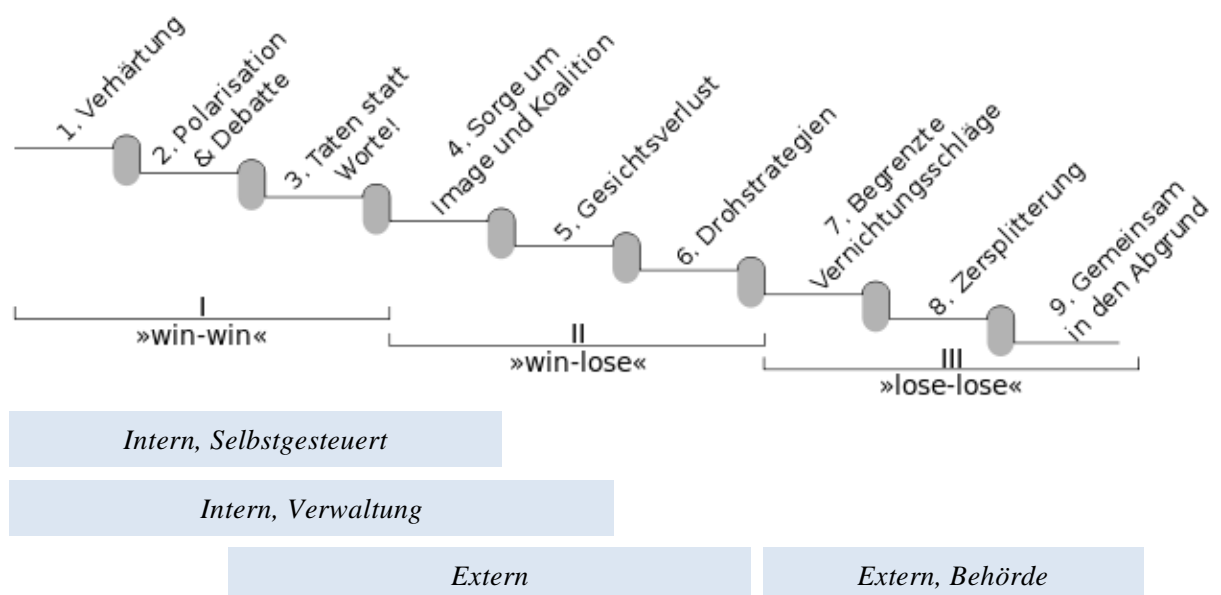 1. Verhärtung
2. Polarisation
& Debatte
3. Taten statt
Worte!
4. Sorge um
Image und Koalition
5. Gesichtsverlust
6. Drohstrategien
7. Begrenzte
Vernichtungsschläge
8. Zersplitterung
9. Gemeinsam
in den Abgrund
I
»win-win«
II
»win-lose«
III
»lose-lose«
Intern, Selbstgesteuert
Intern, Verwaltung
Extern
Extern, Behörde